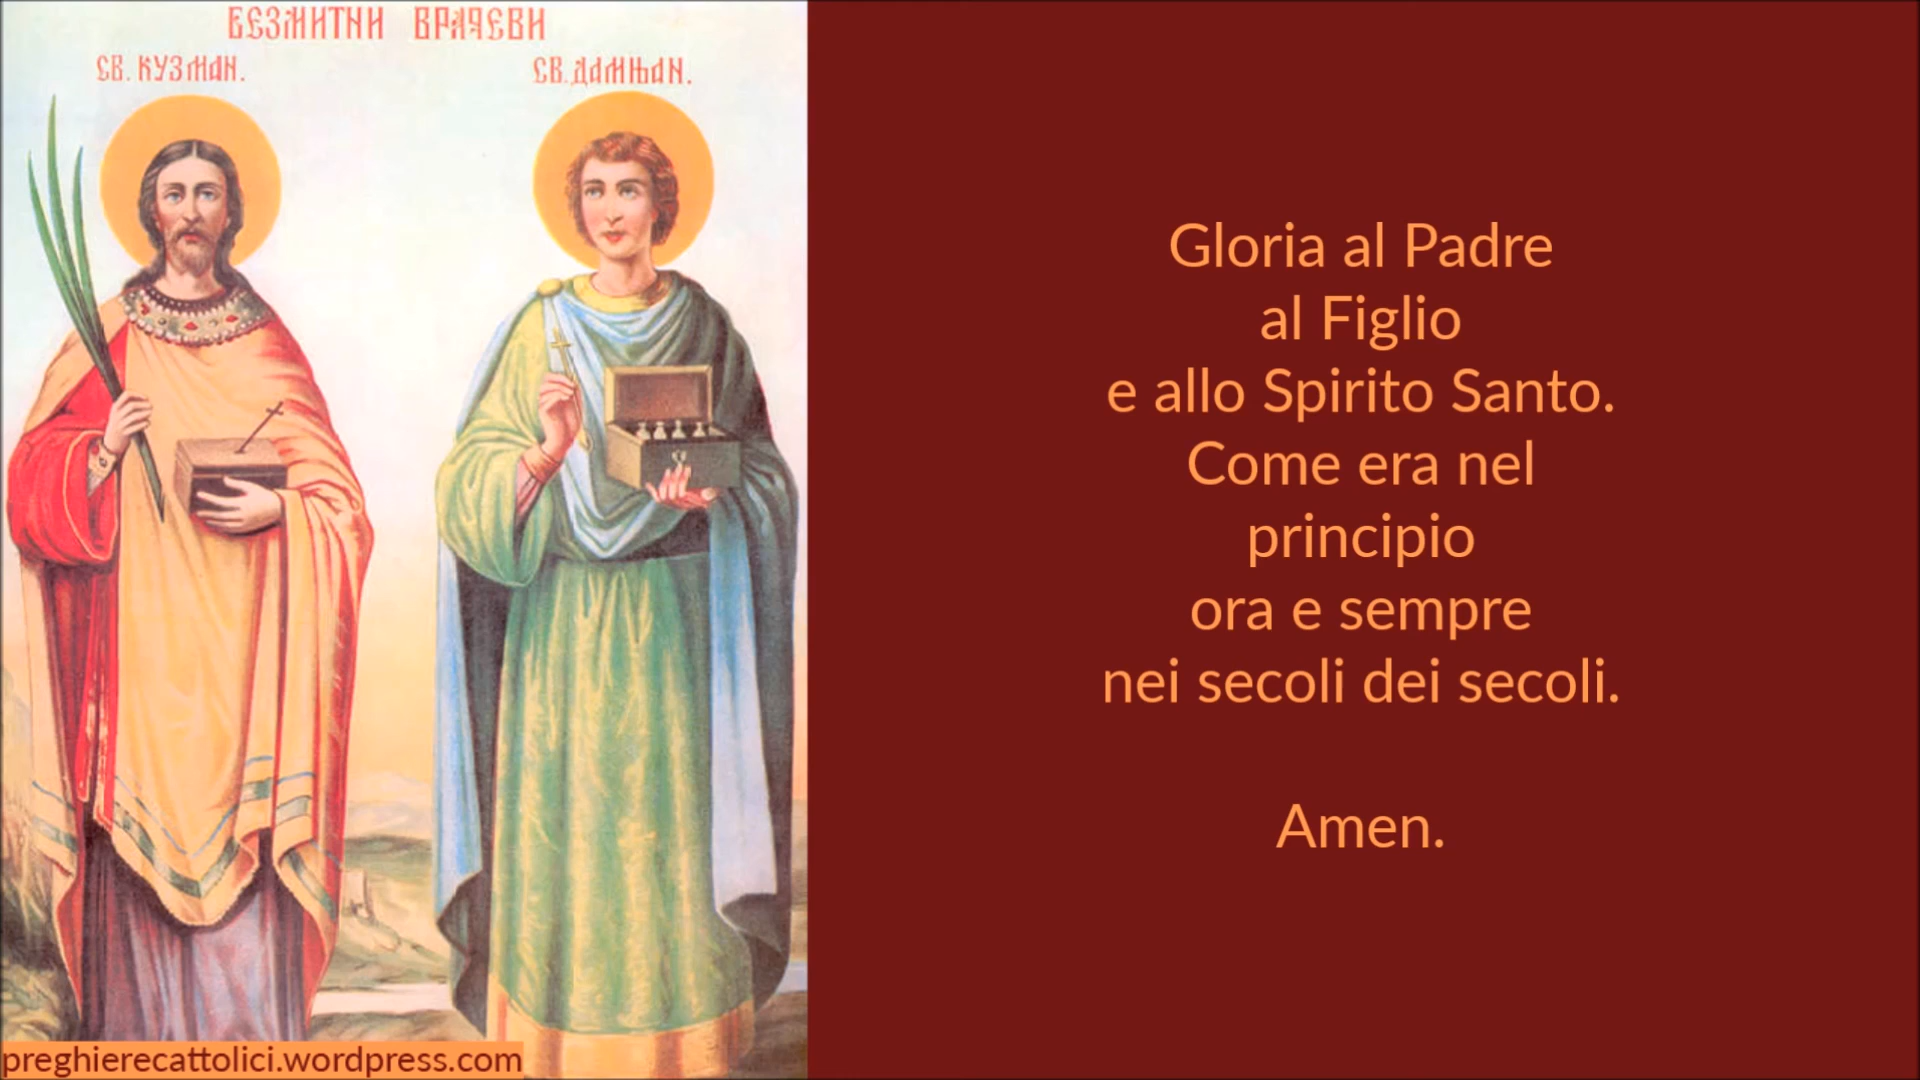 БЕЗМИТНИ ВРАЧЕВИ
СВ. КУЗМАН.
СВ. ДАМЊАН.
Gloria al Padre
al Figlio
e allo Spirito Santo.
Come era nel
principio
ora e sempre
nei secoli dei secoli.
Amen.
preghierecattolici.wordpress.com